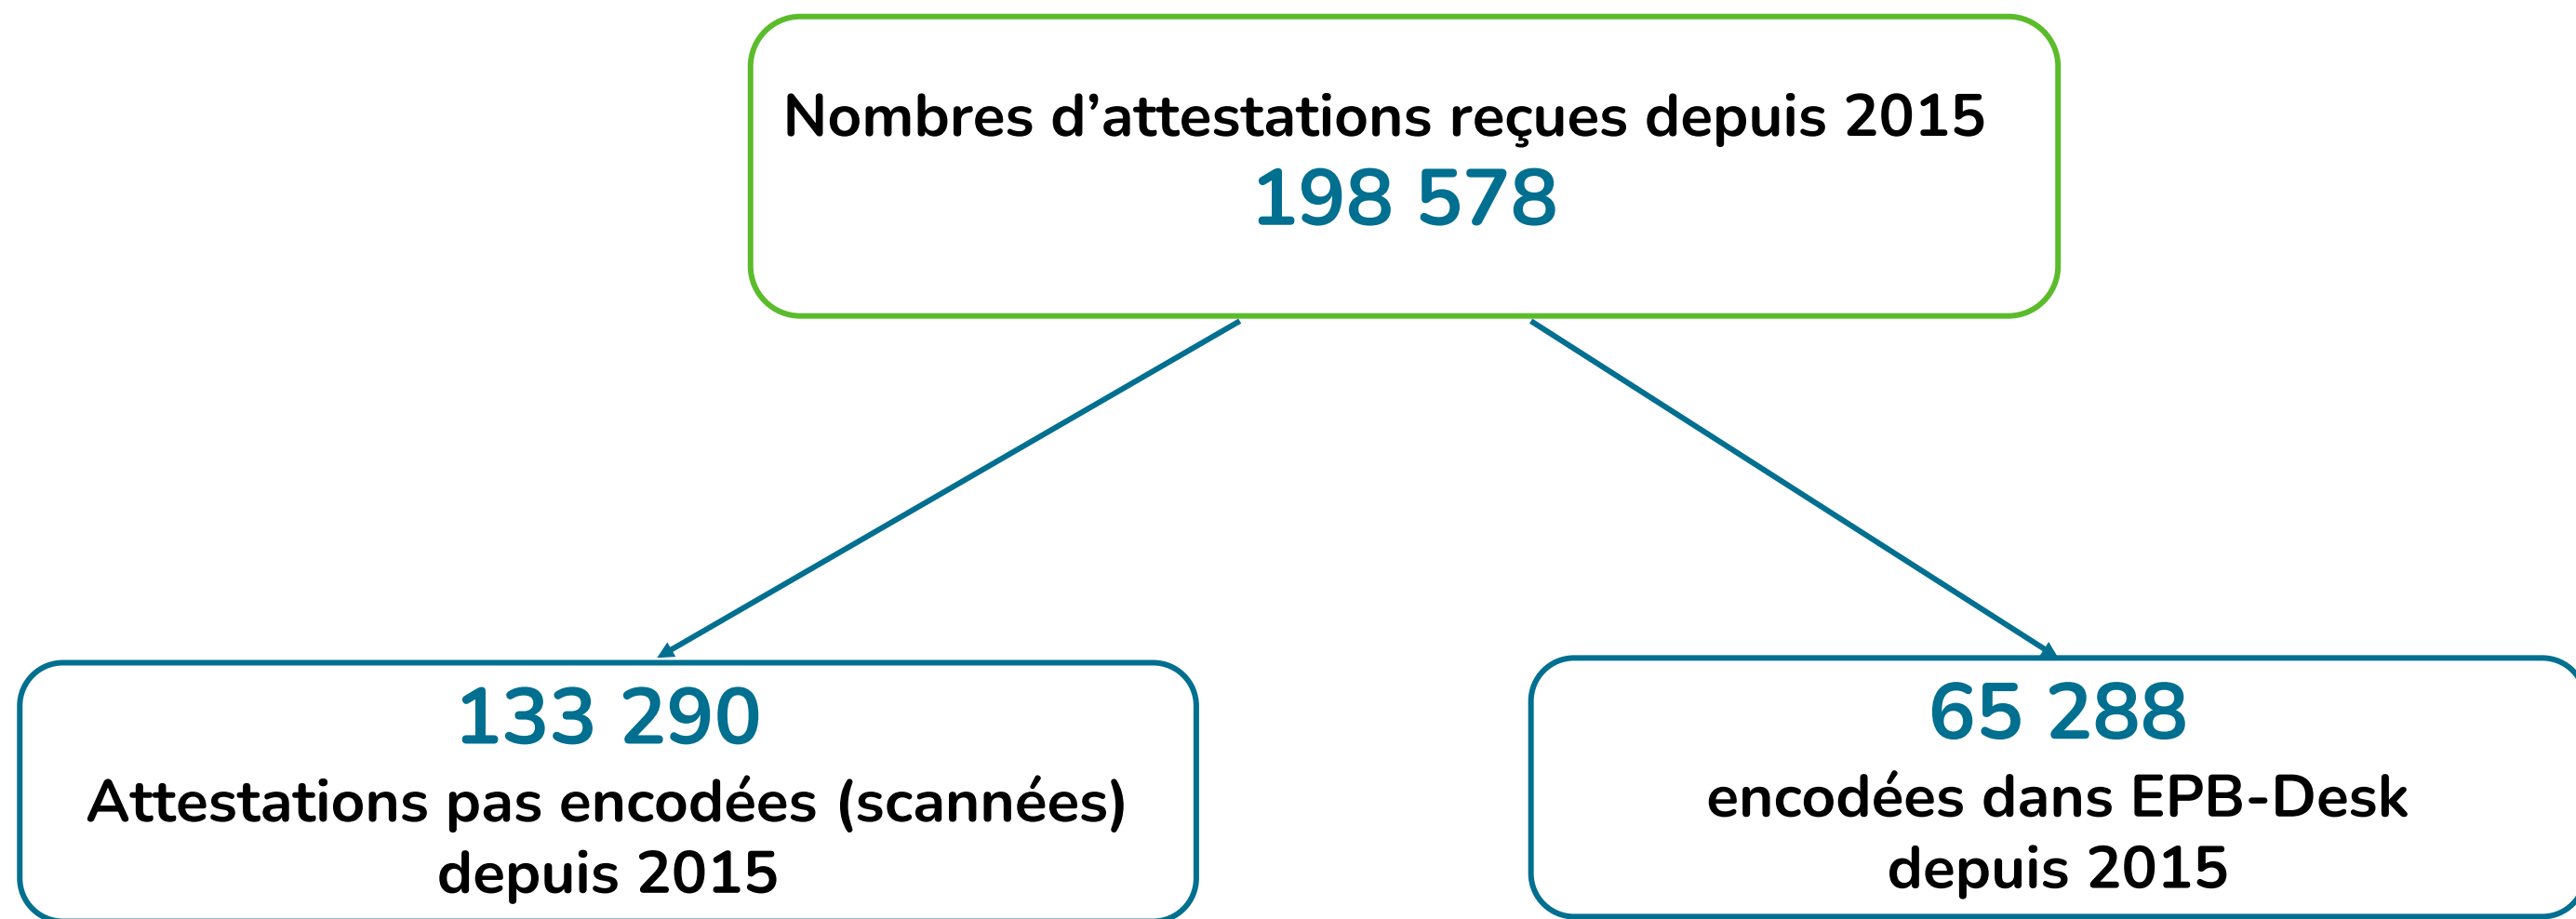 Nombres d’attestations reçues depuis 2015
198 578
133 290
Attestations pas encodées (scannées)
depuis 2015
65 288
encodées dans EPB-Desk
depuis 2015